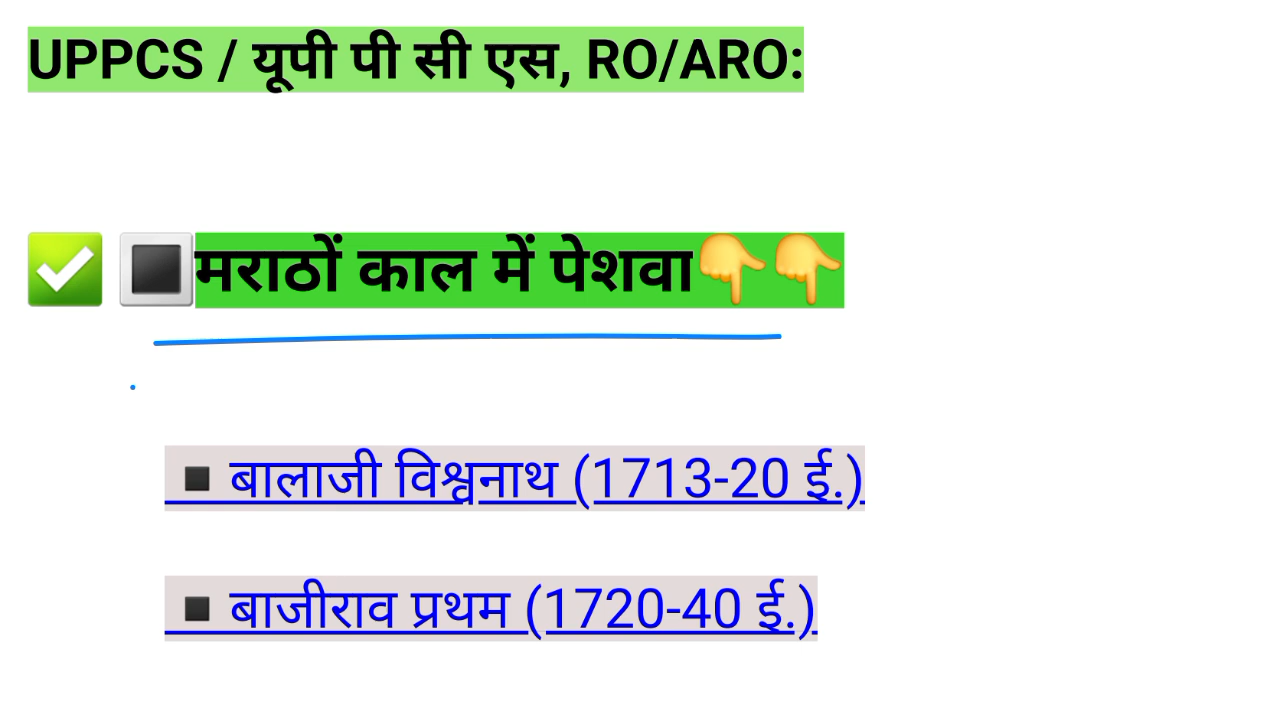 UPPCS / यूपी पी सी एस, RO/ARO:
✅ 🔳मराठों काल में पेशवा👇👇
▪️बालाजी विश्वनाथ (1713-20 ई.)
▪️बाजीराव प्रथम (1720-40 ई.)